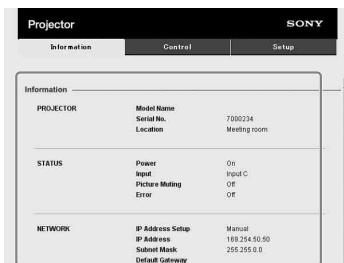 Projector SONY
Information Control Setup
Information
PROJECTOR Model Name
Serial No. 7000234
Location Meeting room
STATUS Power On
Input Input C
Picture Muting Off
Error Off
NETWORK IP Address Setup Manual
IP Address 169.254.50.50
Subnet Mask 255.255.0.0
Default Gateway